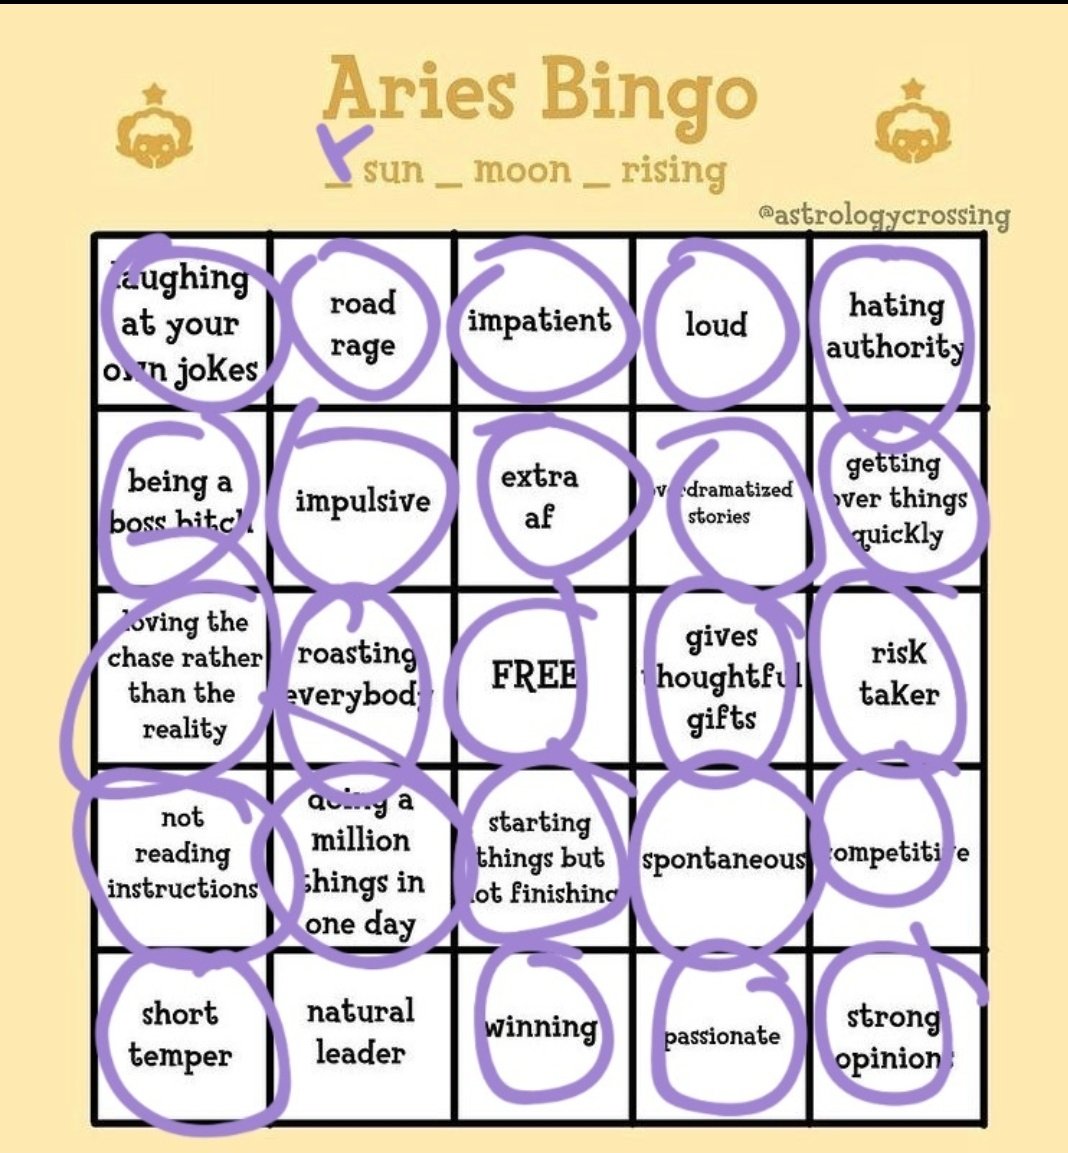 Aries Bingo
_ sun _ moon _ rising
@astrologycrossing
laughing
at your
own jokes
road
rage
impatient
loud
hating
authority
being a
boss bitch
impulsive
extra
af
overdramatized
stories
getting
over things
quickly
loving the
chase rather
than the
reality
roasting
everybody
FREE
gives
thoughtful
gifts
risk
taker
not
reading
instructions
doing a
million
things in
one day
starting
things but
not finishing
spontaneous
competitive
short
temper
natural
leader
winning
passionate
strong
opinions